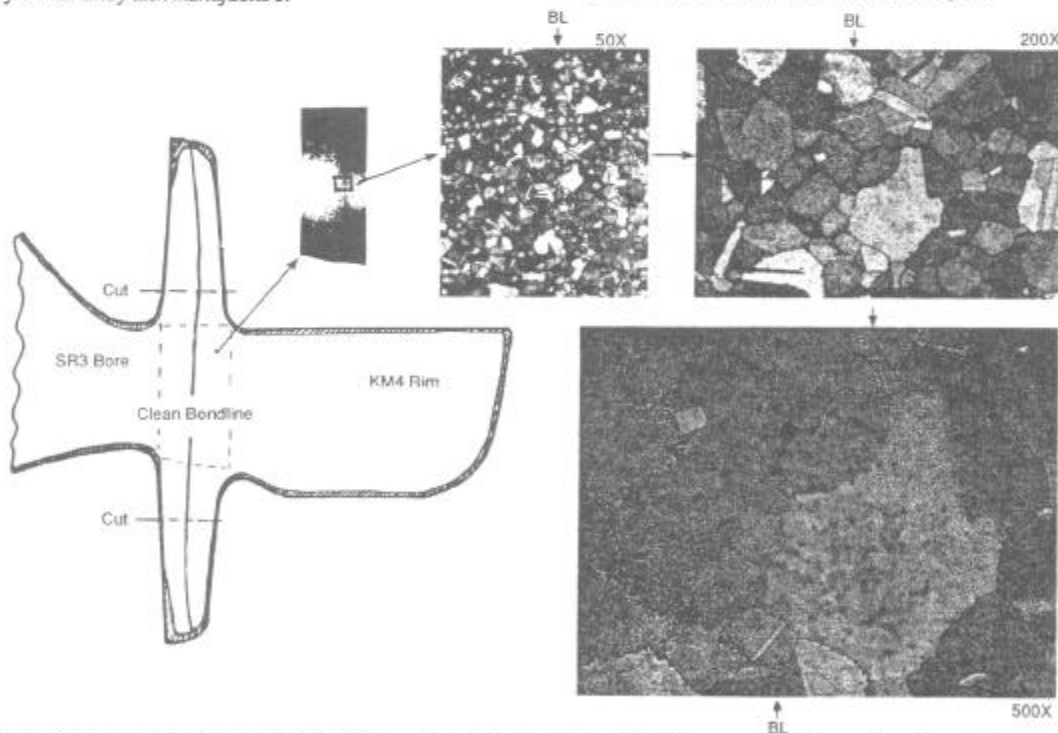 BL
50X
BL
200X
Cut
SR3 Bore
KM4 Rim
Clean Bondline
Cut
500X
BL